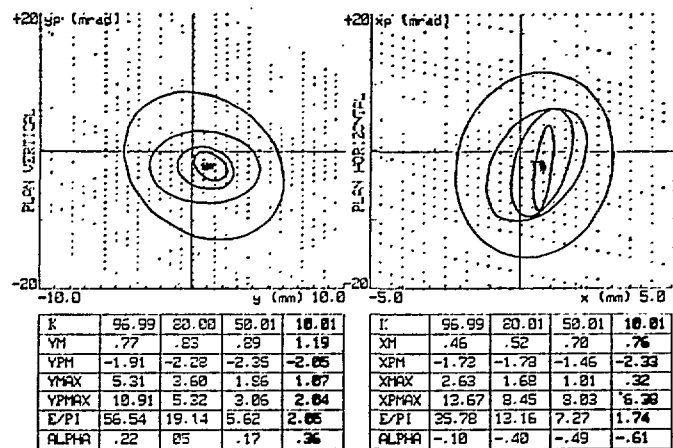 +20 yp (mrad)
PLAN VERTICAL
-20
-10.0 y (mm) 10.0
+20 xp (mrad)
PLAN HORIZONTAL
-20
-5.0 x (mm) 5.0
K 96.99 80.00 50.01 10.01
YM .77 .83 .89 1.19
YPM -1.91 -2.28 -2.35 -2.05
YMAX 5.31 3.60 1.86 1.07
YPMAX 10.91 5.32 3.06 2.04
E/PI 56.54 19.14 5.62 2.05
ALPHA .22 05 .17 .36
K 96.99 80.01 50.01 10.01
XM .46 .52 .70 .76
XPM -1.73 -1.78 -1.46 -2.33
XMAX 2.63 1.68 1.01 .32
XPMAX 13.67 8.45 8.03 6.38
E/PI 35.78 13.16 7.27 1.74
ALPHA -.10 -.40 -.49 -.61